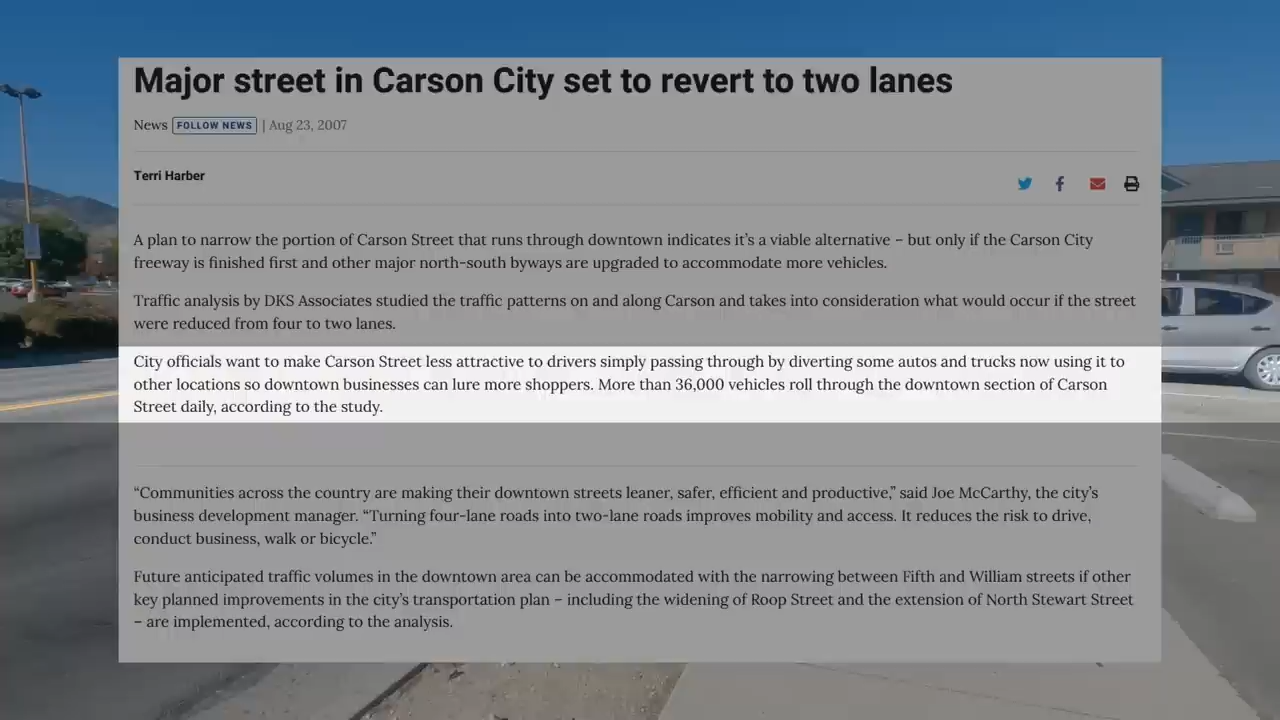 Major street in Carson City set to revert to two lanes
News FOLLOW NEWS | Aug 23, 2007
Terri Harber
A plan to narrow the portion of Carson Street that runs through downtown indicates it’s a viable alternative – but only if the Carson City
freeway is finished first and other major north-south byways are upgraded to accommodate more vehicles.
Traffic analysis by DKS Associates studied the traffic patterns on and along Carson and takes into consideration what would occur if the street
were reduced from four to two lanes.
City officials want to make Carson Street less attractive to drivers simply passing through by diverting some autos and trucks now using it to
other locations so downtown businesses can lure more shoppers. More than 36,000 vehicles roll through the downtown section of Carson
Street daily, according to the study.
“Communities across the country are making their downtown streets leaner, safer, efficient and productive,” said Joe McCarthy, the city’s
business development manager. “Turning four-lane roads into two-lane roads improves mobility and access. It reduces the risk to drive,
conduct business, walk or bicycle.”
Future anticipated traffic volumes in the downtown area can be accommodated with the narrowing between Fifth and William streets if other
key planned improvements in the city’s transportation plan – including the widening of Roop Street and the extension of North Stewart Street
– are implemented, according to the analysis.